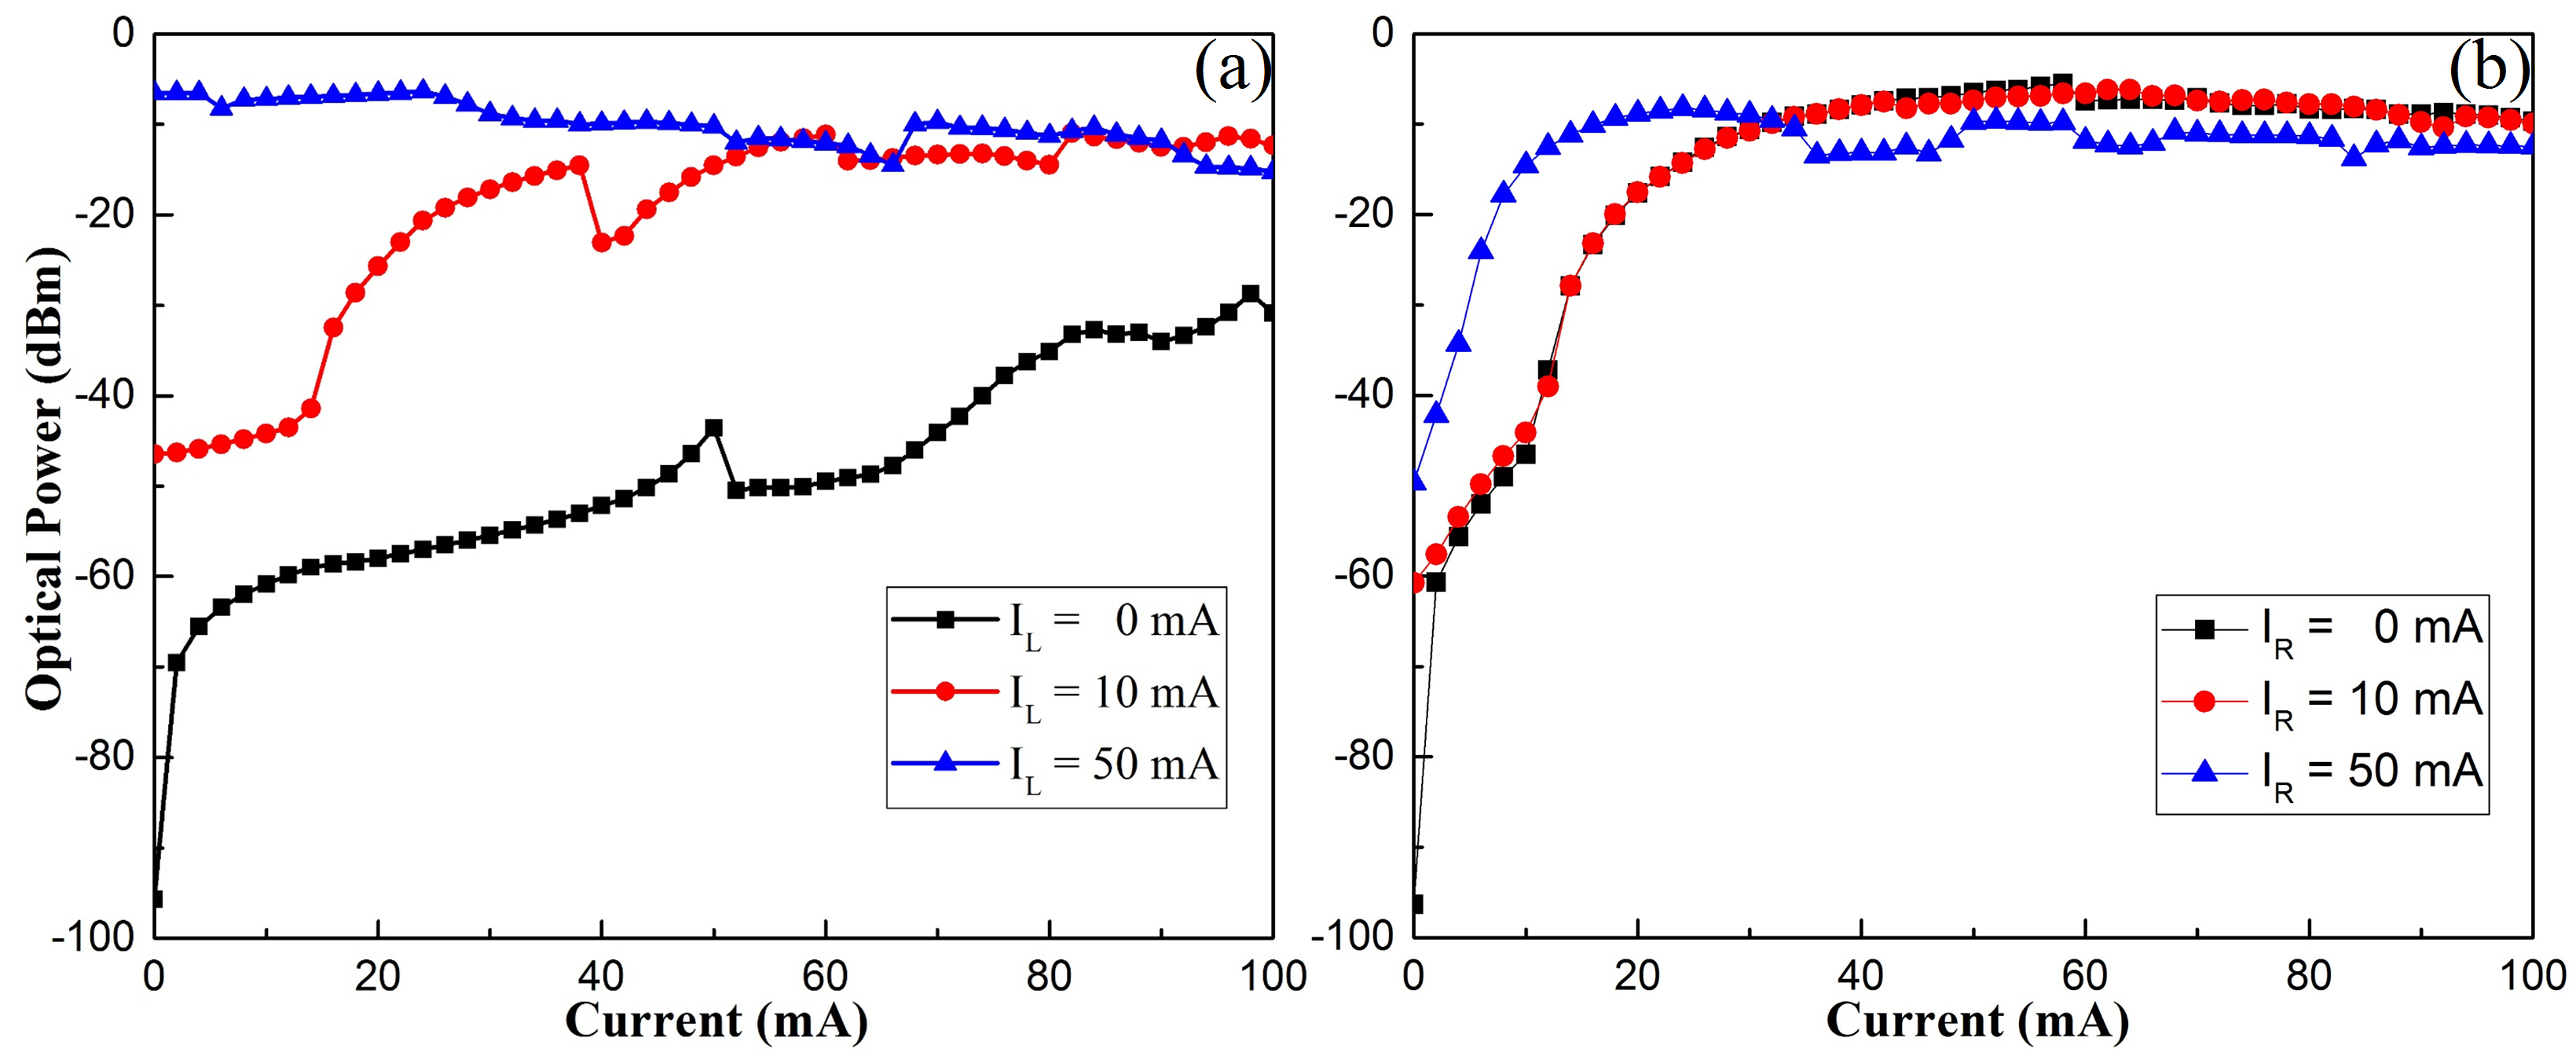 (a)
0
-20
-40
-60
-80
-100
Optical Power (dBm)
I_L = 0 mA
I_L = 10 mA
I_L = 50 mA
0 20 40 60 80 100
Current (mA)
(b)
0
-20
-40
-60
-80
-100
I_R = 0 mA
I_R = 10 mA
I_R = 50 mA
0 20 40 60 80 100
Current (mA)